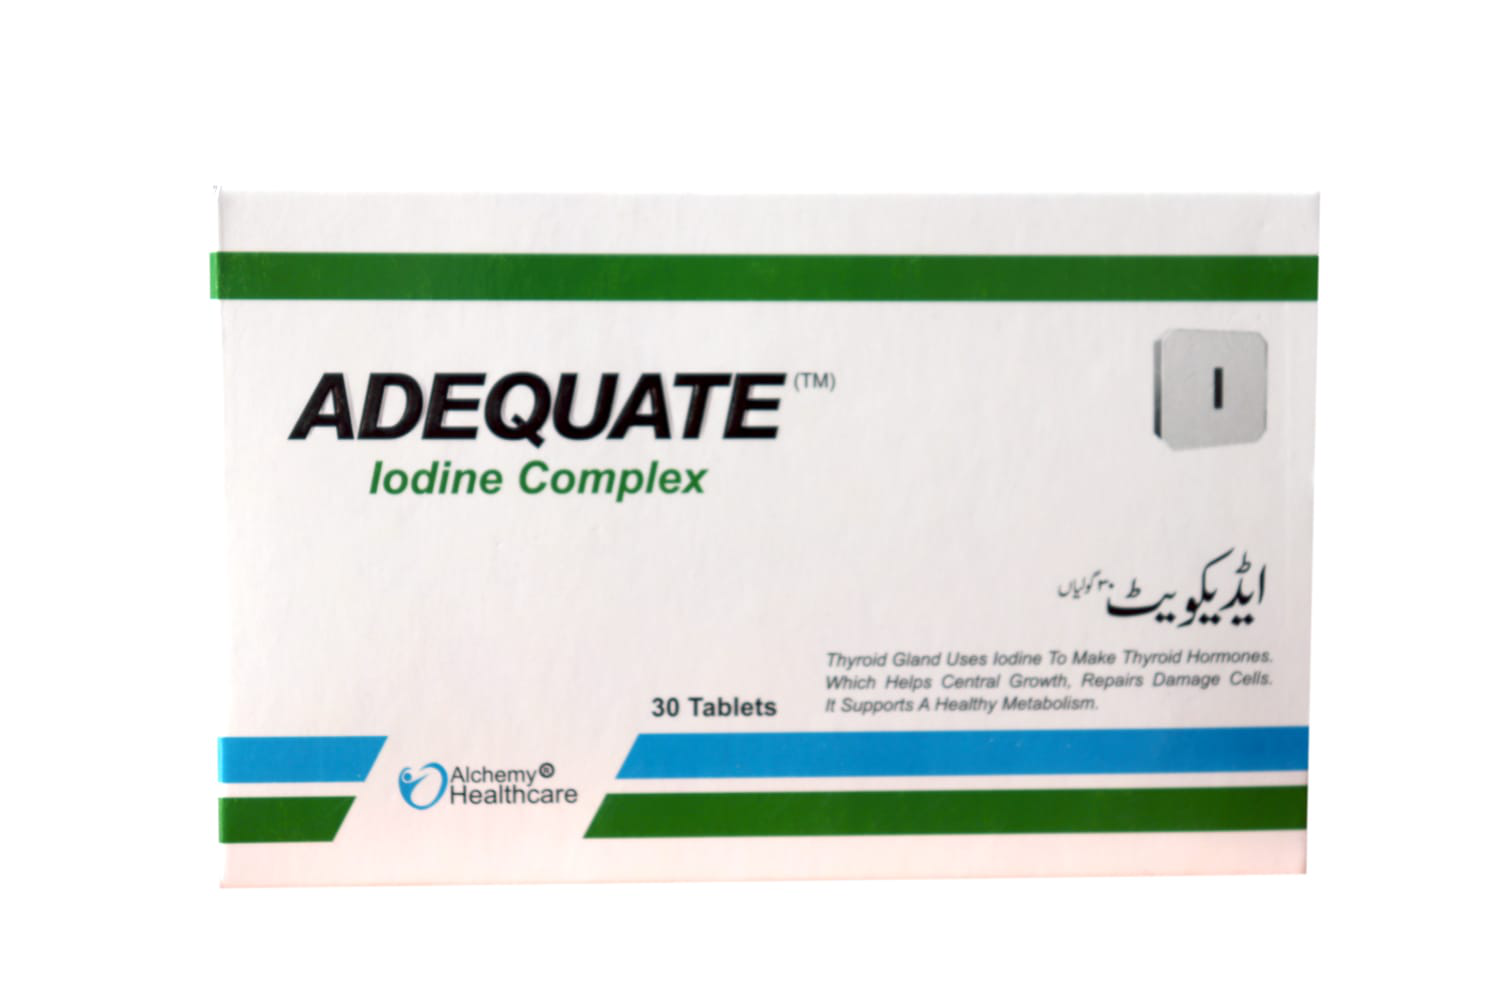 ADEQUATE (TM)
Iodine Complex
I
ایڈیکویٹ ۳۰ گولیاں
Thyroid Gland Uses Iodine To Make Thyroid Hormones.
Which Helps Central Growth, Repairs Damage Cells.
It Supports A Healthy Metabolism.
30 Tablets
Alchemy®
Healthcare